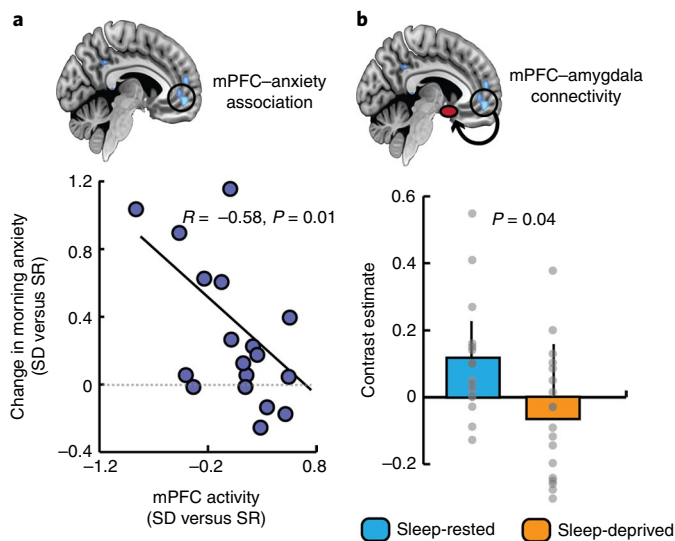 a
mPFC–anxiety
association
1.2
0.8
0.4
0
−0.4
−1.2
−0.2
0.8
R = −0.58, P = 0.01
Change in morning anxiety
(SD versus SR)
mPFC activity
(SD versus SR)
b
mPFC–amygdala
connectivity
0.6
0.4
0.2
0
−0.2
P = 0.04
Contrast estimate
Sleep-rested
Sleep-deprived